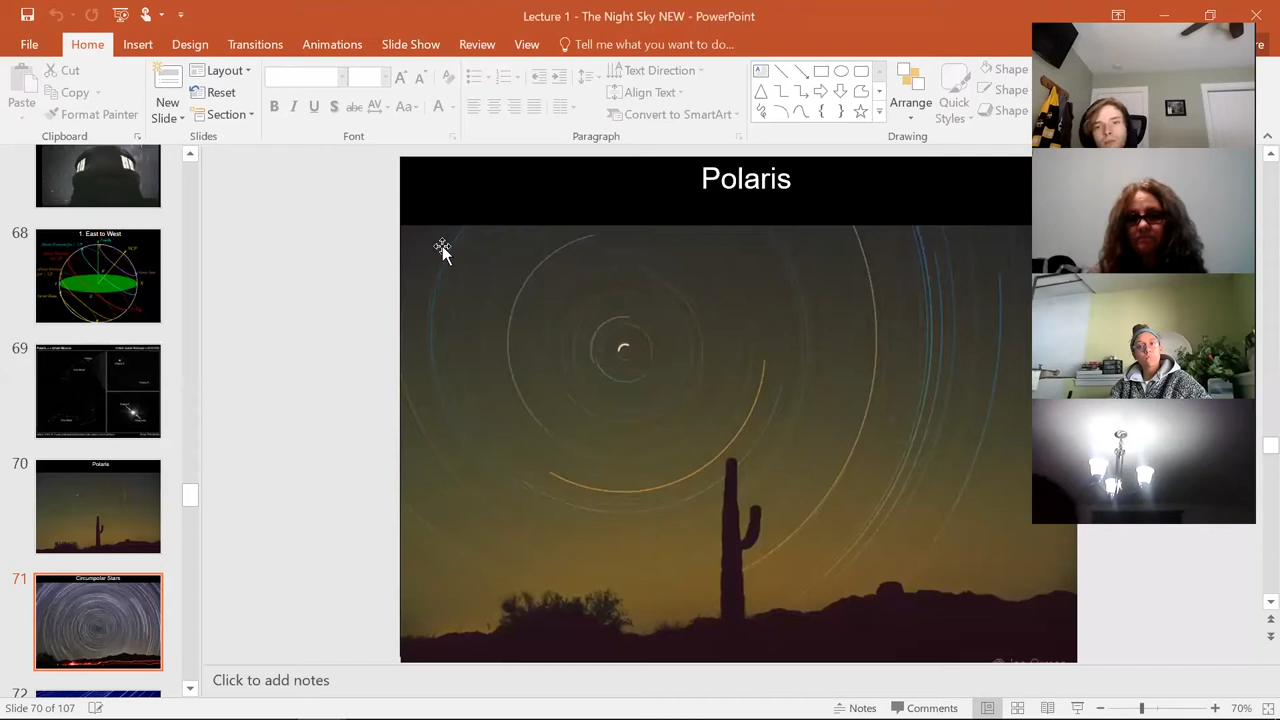 Lecture 1 - The Night Sky NEW - PowerPoint
File Home Insert Design Transitions Animations Slide Show Review View Tell me what you want to do... re
Paste
Cut
Copy
Format Painter
Clipboard
New
Slide
Layout
Reset
Section
Slides
B I U S abc AV Aa A
Font
Text Direction
Align Text
Convert to SmartArt
Paragraph
Arrange
Quick
Styles
Shape
Shape
Shape
Drawing
68
1. East to West
69
70
Polaris
71
Circumpolar Stars
72
Polaris
Click to add notes
Slide 70 of 107
Notes
Comments
70%